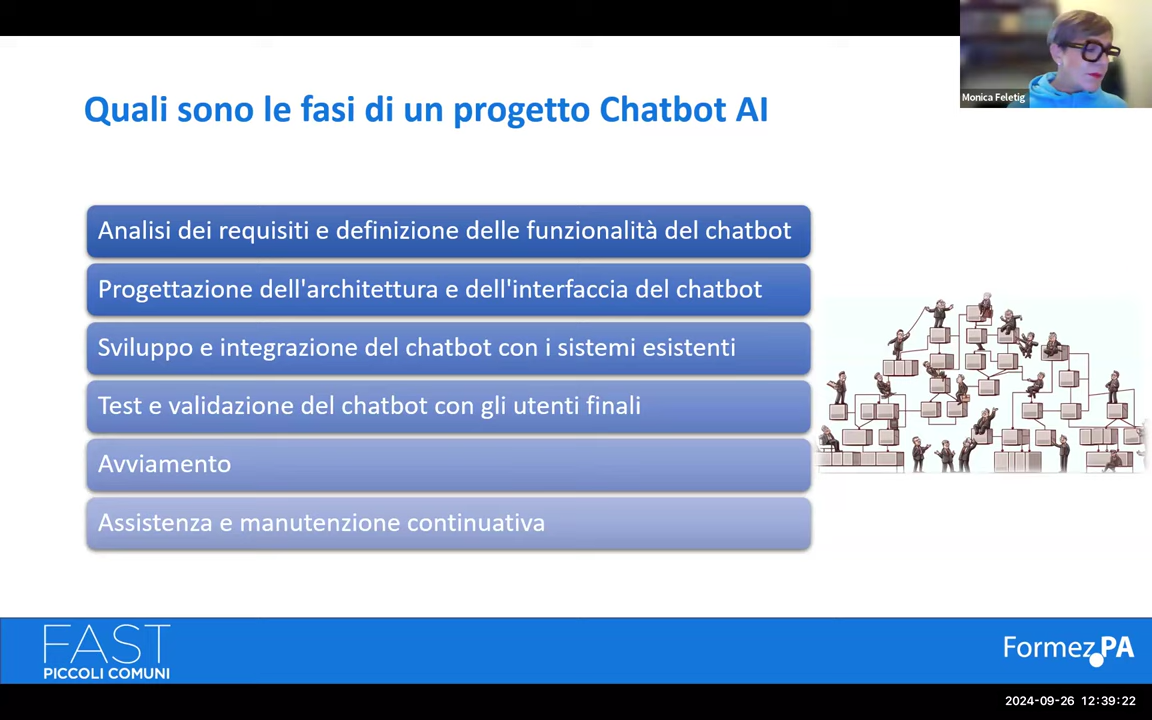 Monica Feletig
Quali sono le fasi di un progetto Chatbot AI
Analisi dei requisiti e definizione delle funzionalità del chatbot
Progettazione dell'architettura e dell'interfaccia del chatbot
Sviluppo e integrazione del chatbot con i sistemi esistenti
Test e validazione del chatbot con gli utenti finali
Avviamento
Assistenza e manutenzione continuativa
FAST
PICCOLI COMUNI
Formez PA
2024-09-26 12:39:22